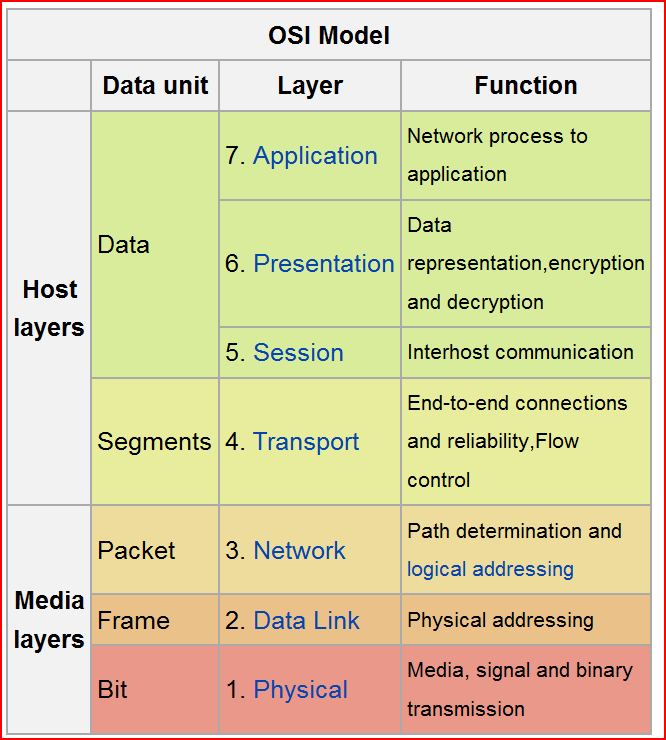 OSI Model
Data unit Layer Function
Host
layers
Data
7. Application
Network process to
application
6. Presentation
Data
representation,encryption
and decryption
5. Session
Interhost communication
Segments
4. Transport
End-to-end connections
and reliability,Flow
control
Media
layers
Packet
3. Network
Path determination and
logical addressing
Frame
2. Data Link
Physical addressing
Bit
1. Physical
Media, signal and binary
transmission